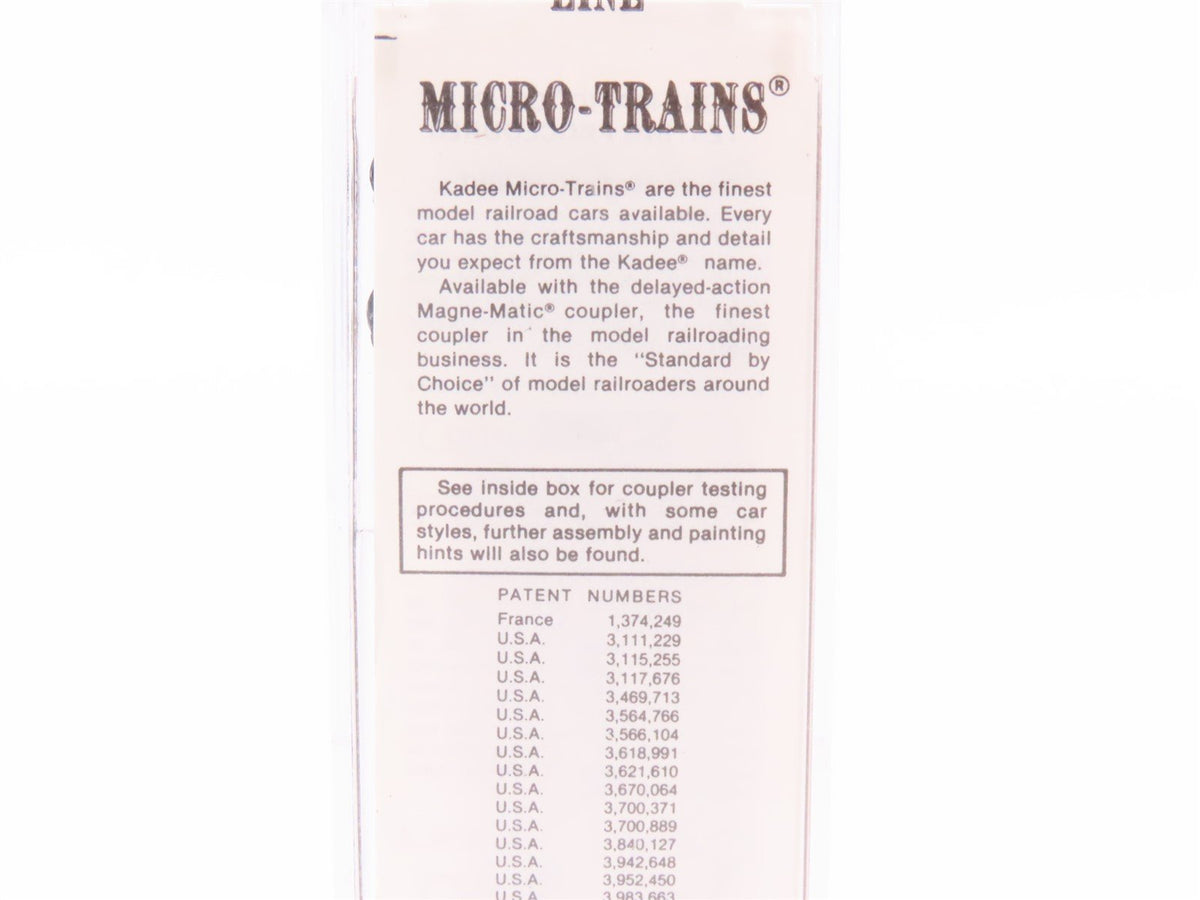 LINE
MICRO-TRAINS®
Kadee Micro-Trains® are the finest
model railroad cars available. Every
car has the craftsmanship and detail
you expect from the Kadee® name.
Available with the delayed-action
Magne-Matic® coupler, the finest
coupler in the model railroading
business. It is the "Standard by
Choice" of model railroaders around
the world.
See inside box for coupler testing
procedures and, with some car
styles, further assembly and painting
hints will also be found.
PATENT NUMBERS
France 1,374,249
U.S.A. 3,111,229
U.S.A. 3,115,255
U.S.A. 3,117,676
U.S.A. 3,469,713
U.S.A. 3,564,766
U.S.A. 3,566,104
U.S.A. 3,618,991
U.S.A. 3,621,610
U.S.A. 3,670,064
U.S.A. 3,700,371
U.S.A. 3,700,889
U.S.A. 3,840,127
U.S.A. 3,942,648
U.S.A. 3,952,450
U.S.A. 3,983,663